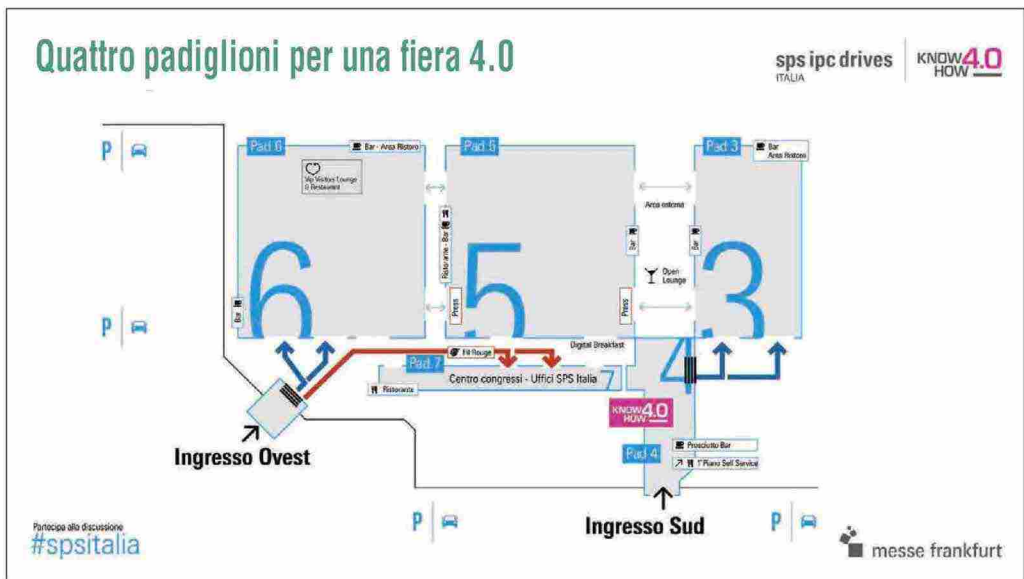 Quattro padiglioni per una fiera 4.0
sps ipc drives
ITALIA
KNOW 4.0
HOW
P
Pad 6
Bar - Area Ristoro
Pad 5
Pad 3
Bar
Area Ristoro
Vip Visitors Lounge
& Restaurant
Area esterna
Ristorante - Bar
Bar
Bar
Open
Lounge
6
5
3
P
Bar
Press
Press
Digital Breakfast
Fil Rouge
Pad 7
Centro congressi - Uffici SPS Italia
7
4
Ristorante
KNOW 4.0
HOW
Ingresso Ovest
Prosciutto Bar
Pad 4
1° Piano Self Service
P
Ingresso Sud
P
Partecipa alla discussione
#spsitalia
messe frankfurt